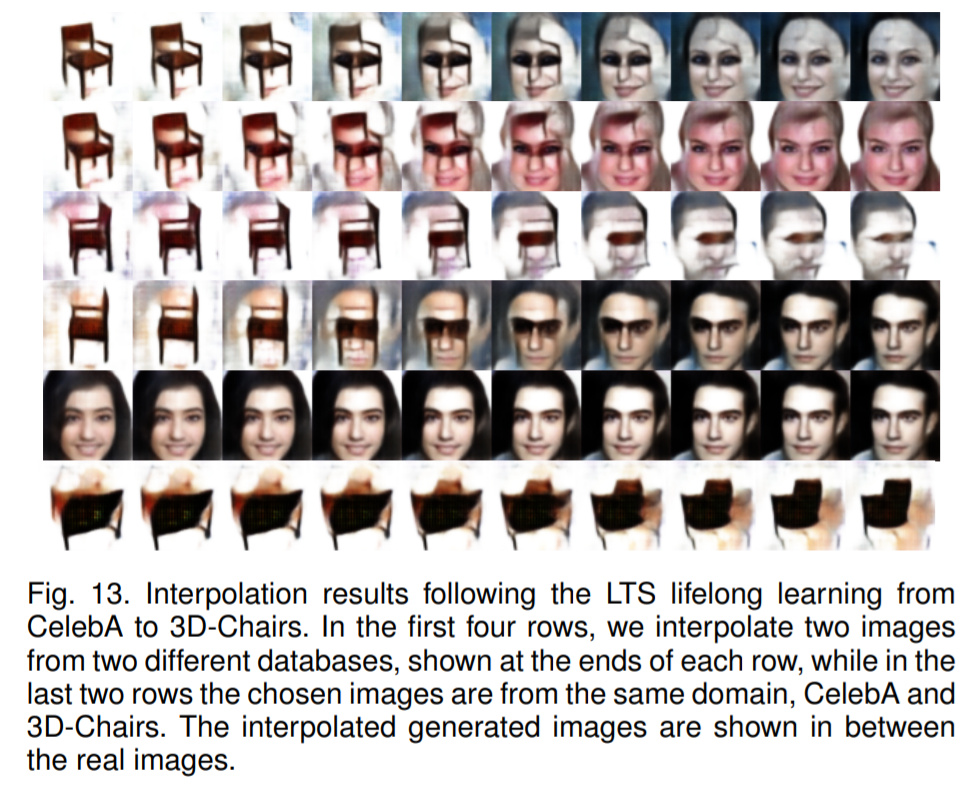 Fig. 13. Interpolation results following the LTS lifelong learning from
CelebA to 3D-Chairs. In the first four rows, we interpolate two images
from two different databases, shown at the ends of each row, while in the
last two rows the chosen images are from the same domain, CelebA and
3D-Chairs. The interpolated generated images are shown in between
the real images.